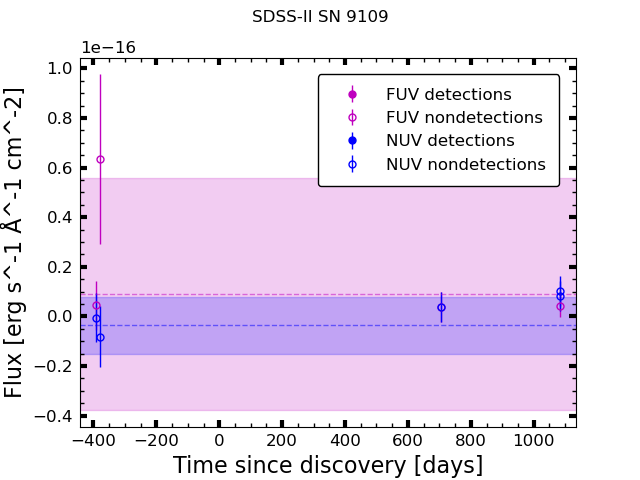 SDSS-II SN 9109
1e−16
1.0
0.8
0.6
0.4
0.2
0.0
−0.2
−0.4
Flux [erg s^-1 Å^-1 cm^-2]
FUV detections
FUV nondetections
NUV detections
NUV nondetections
−400 −200 0 200 400 600 800 1000
Time since discovery [days]